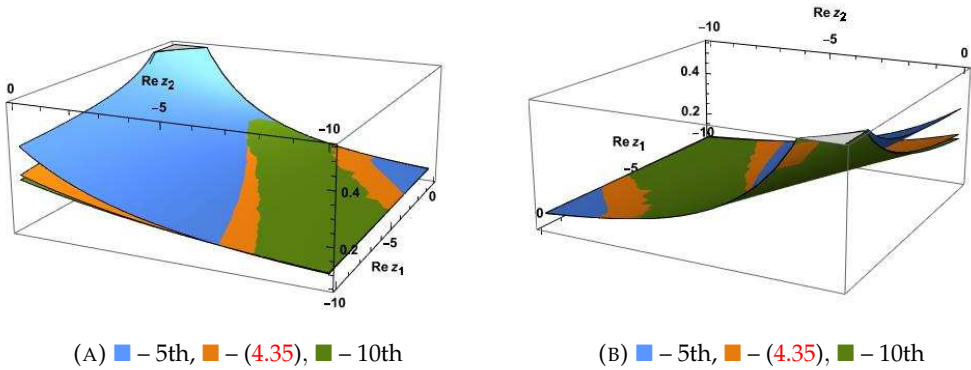 0
Re z₂
−5
−10
0.4
0
−5
0.2
Re z₁
−10
Re z₂
−10
−5
0
0.4
0.2
−10
Re z₁
−5
0
(A) ■ – 5th, ■ – (4.35), ■ – 10th
(B) ■ – 5th, ■ – (4.35), ■ – 10th